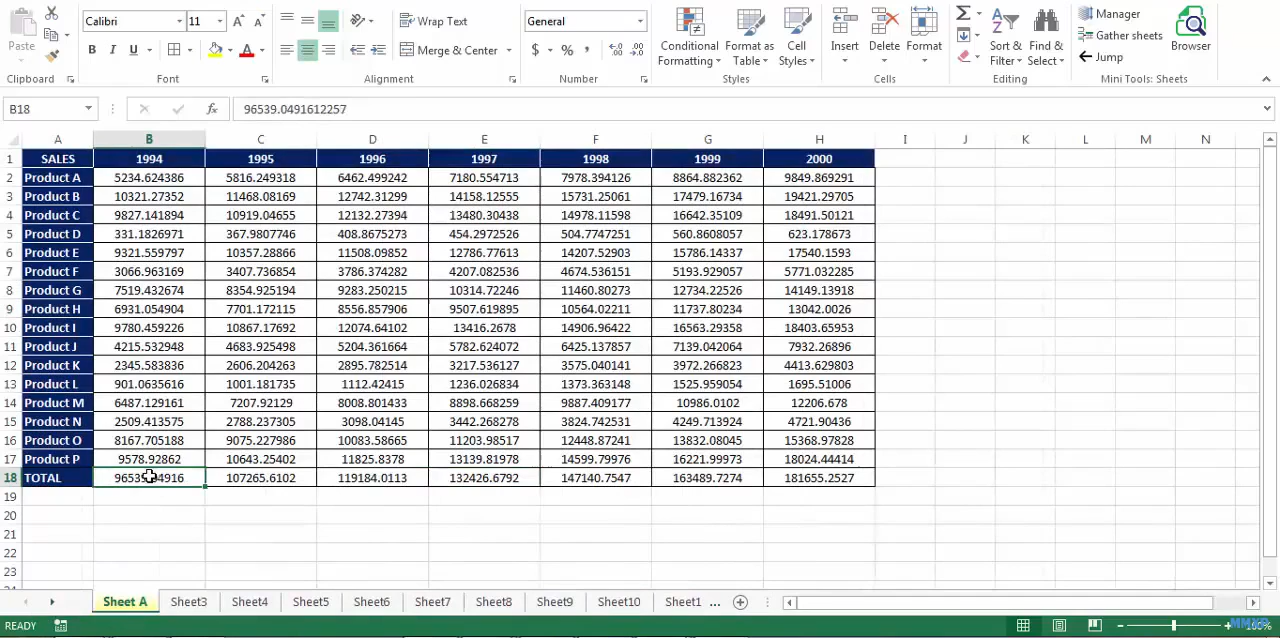 Paste
Clipboard
Calibri 11
B I U
Font
Wrap Text
Merge & Center
Alignment
General
$ % ,
Number
Conditional Formatting
Format as Table
Cell Styles
Styles
Insert
Delete
Format
Cells
Sort & Filter
Find & Select
Editing
Manager
Gather sheets
Jump
Browser
Mini Tools: Sheets
B18 fx 96539.0491612257
A B C D E F G H I J K L M N
1 SALES 1994 1995 1996 1997 1998 1999 2000
2 Product A 5234.624386 5816.249318 6462.499242 7180.554713 7978.394126 8864.882362 9849.869291
3 Product B 10321.27352 11468.08169 12742.31299 14158.12555 15731.25061 17479.16734 19421.29705
4 Product C 9827.141894 10919.04655 12132.27394 13480.30438 14978.11598 16642.35109 18491.50121
5 Product D 331.1826971 367.9807746 408.8675273 454.2972526 504.7747251 560.8608057 623.178673
6 Product E 9321.559797 10357.28866 11508.09852 12786.77613 14207.52903 15786.14337 17540.1593
7 Product F 3066.963169 3407.736854 3786.374282 4207.082536 4674.536151 5193.929057 5771.032285
8 Product G 7519.432674 8354.925194 9283.250215 10314.72246 11460.80273 12734.22526 14149.13918
9 Product H 6931.054904 7701.172115 8556.857906 9507.619895 10564.02211 11737.80234 13042.0026
10 Product I 9780.459226 10867.17692 12074.64102 13416.2678 14906.96422 16563.29358 18403.65953
11 Product J 4215.532948 4683.925498 5204.361664 5782.624072 6425.137857 7139.042064 7932.26896
12 Product K 2345.583836 2606.204263 2895.782514 3217.536127 3575.040141 3972.266823 4413.629803
13 Product L 901.0635616 1001.181735 1112.42415 1236.026834 1373.363148 1525.959054 1695.51006
14 Product M 6487.129161 7207.92129 8008.801433 8898.668259 9887.409177 10986.0102 12206.678
15 Product N 2509.413575 2788.237305 3098.04145 3442.268278 3824.742531 4249.713924 4721.90436
16 Product O 8167.705188 9075.227986 10083.58665 11203.98517 12448.87241 13832.08045 15368.97828
17 Product P 9578.92862 10643.25402 11825.8378 13139.81978 14599.79976 16221.99973 18024.44414
18 TOTAL 107265.6102 119184.0113 132426.6792 147140.7547 163489.7274 181655.2527
19
20
21
22
23
Sheet A Sheet3 Sheet4 Sheet5 Sheet6 Sheet7 Sheet8 Sheet9 Sheet10 Sheet1 ...
READY